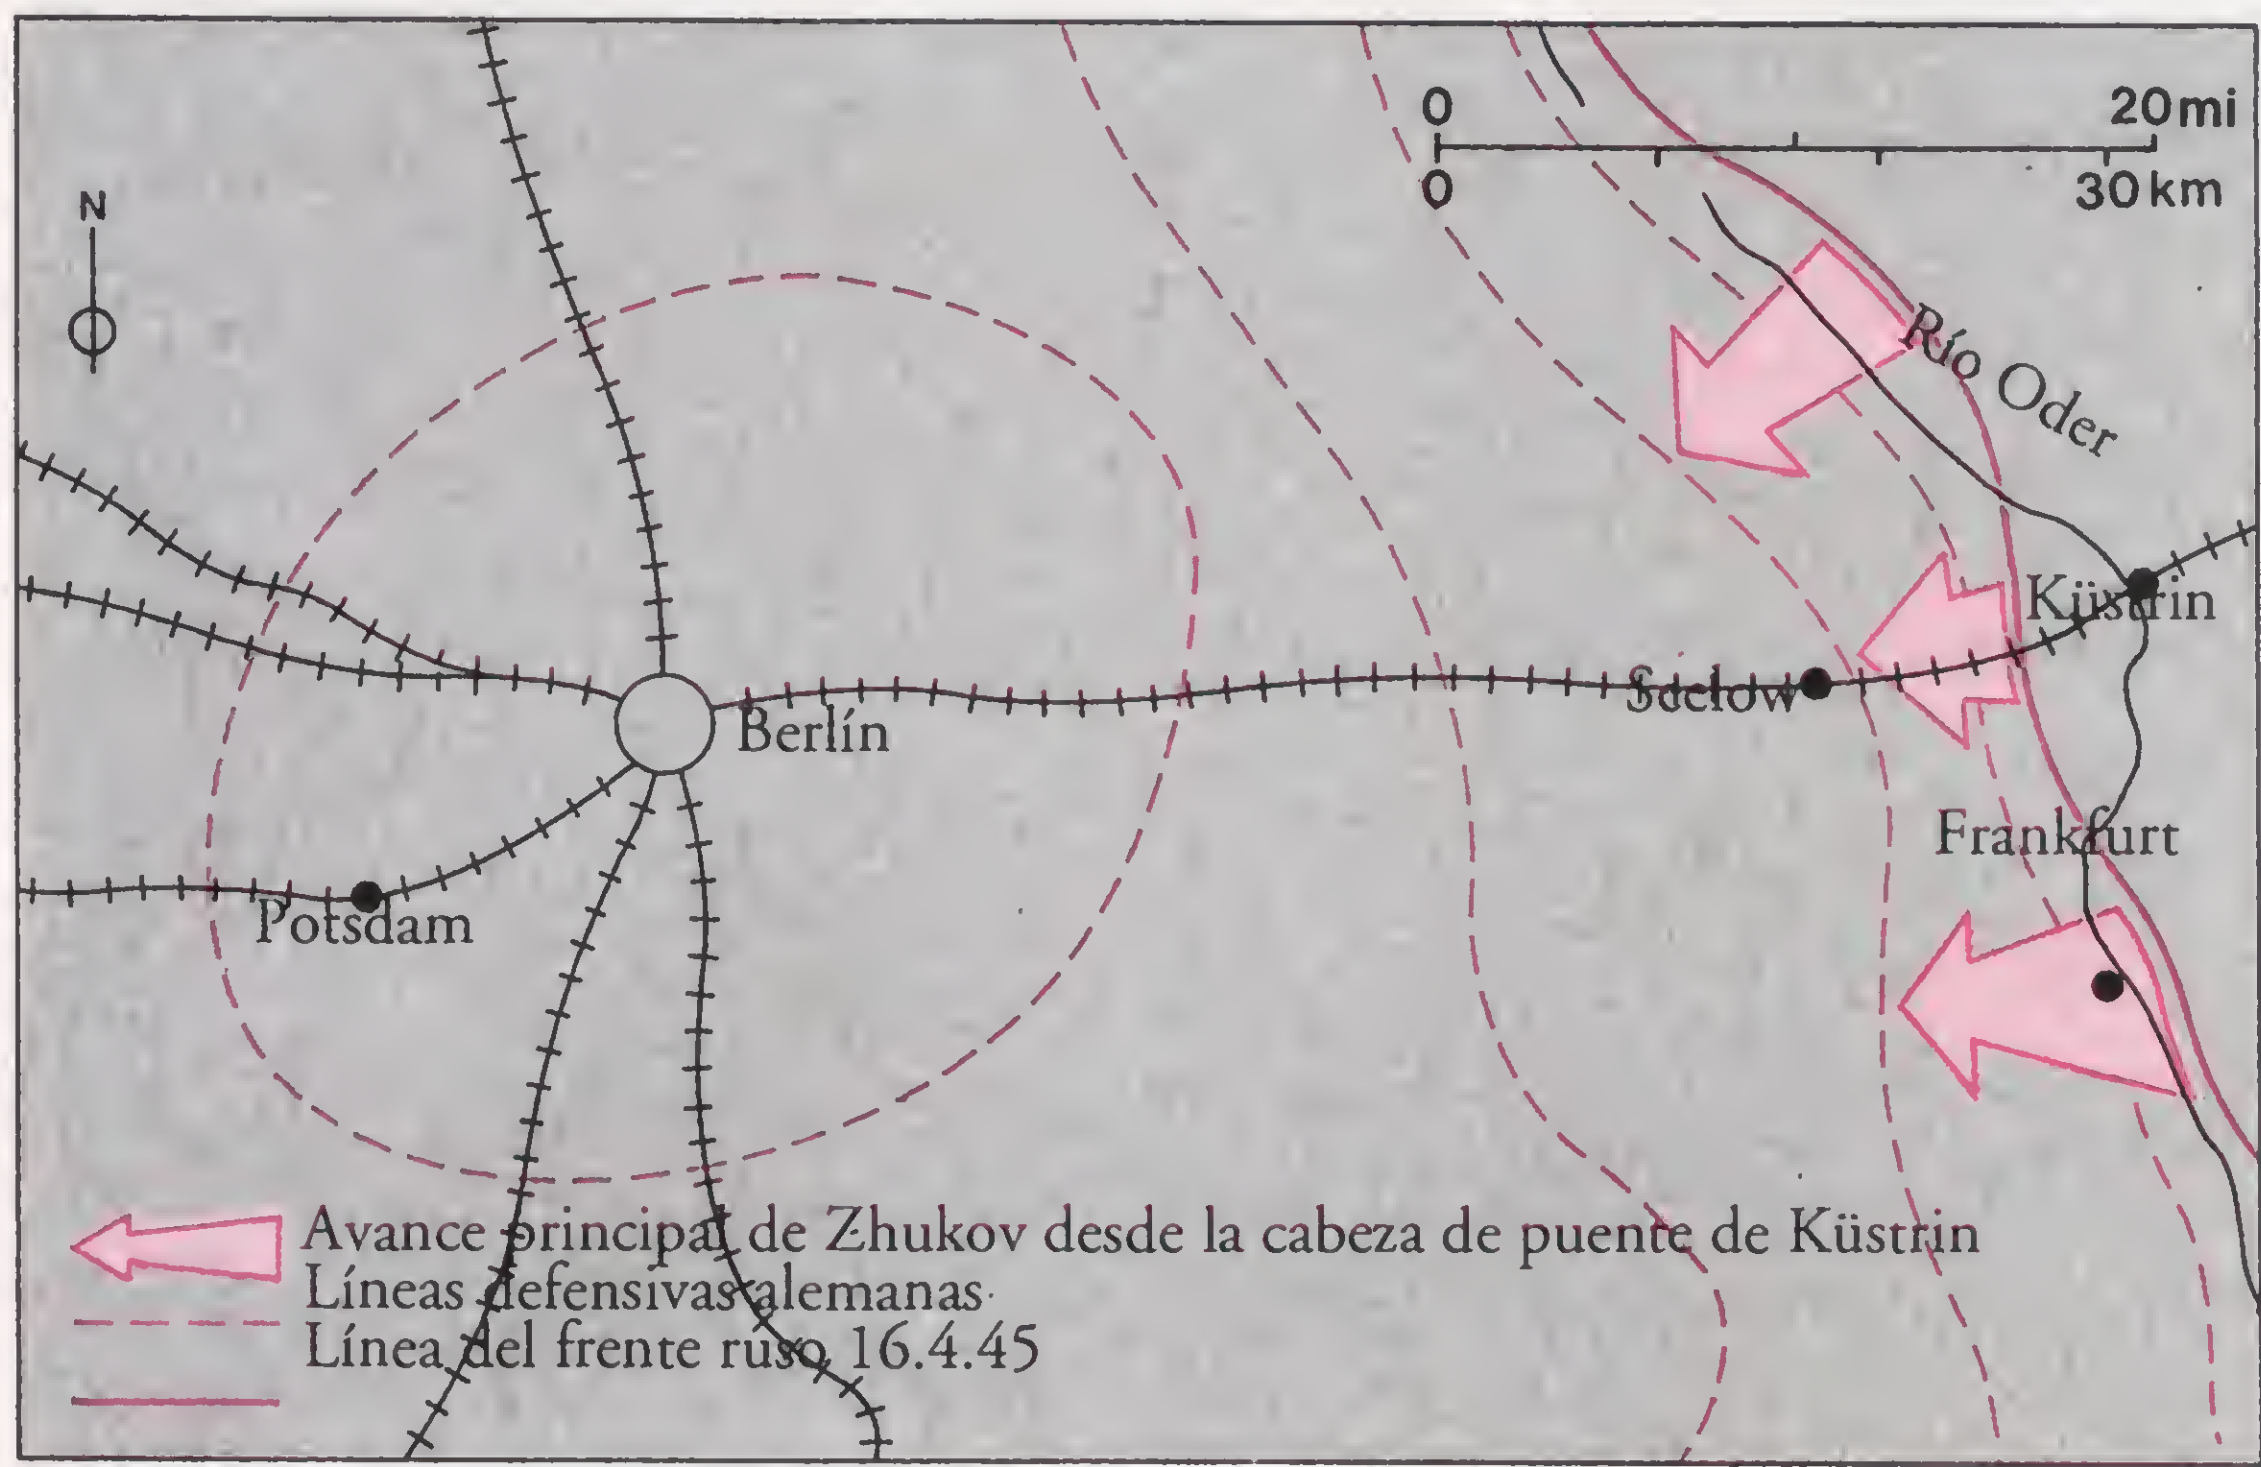 0 20mi
0 30km
N
Río Oder
Küstrin
Seelow
Berlín
Frankfurt
Potsdam
Avance principal de Zhukov desde la cabeza de puente de Küstrin
Líneas defensivas alemanas
Línea del frente ruso 16.4.45